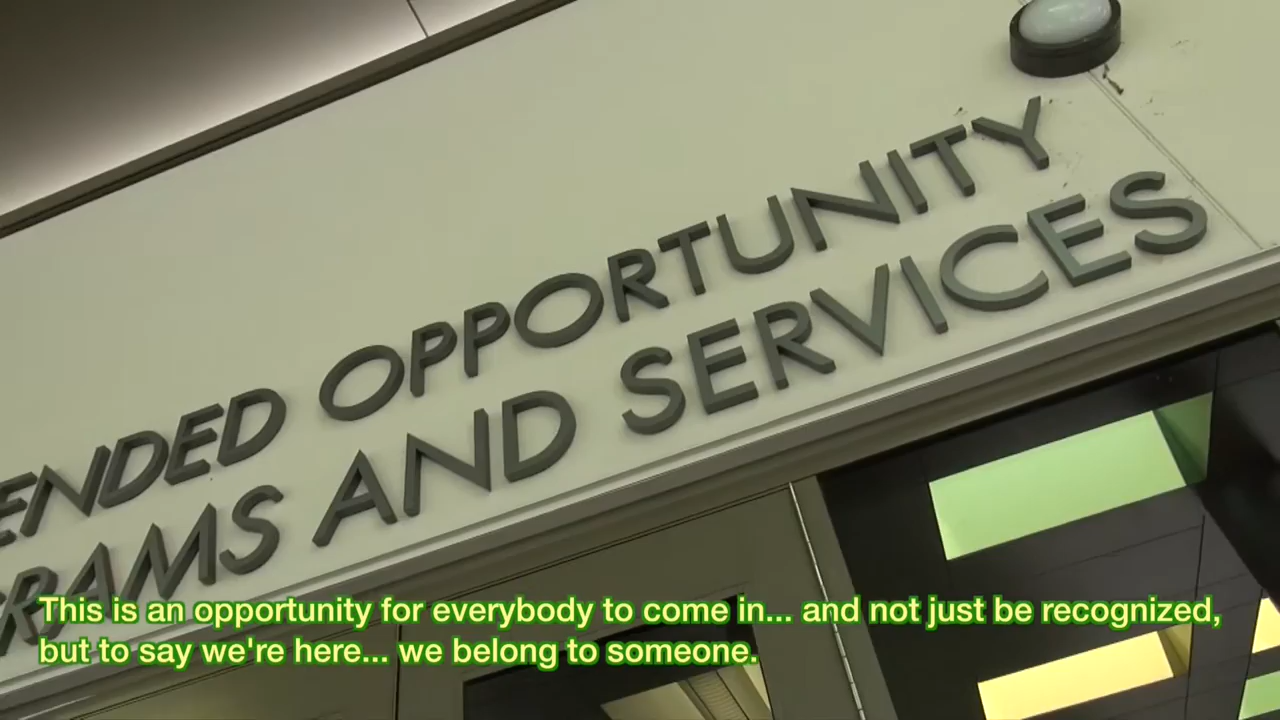 ENDED OPPORTUNITY
GRAMS AND SERVICES
This is an opportunity for everybody to come in... and not just be recognized,
but to say we're here... we belong to someone.